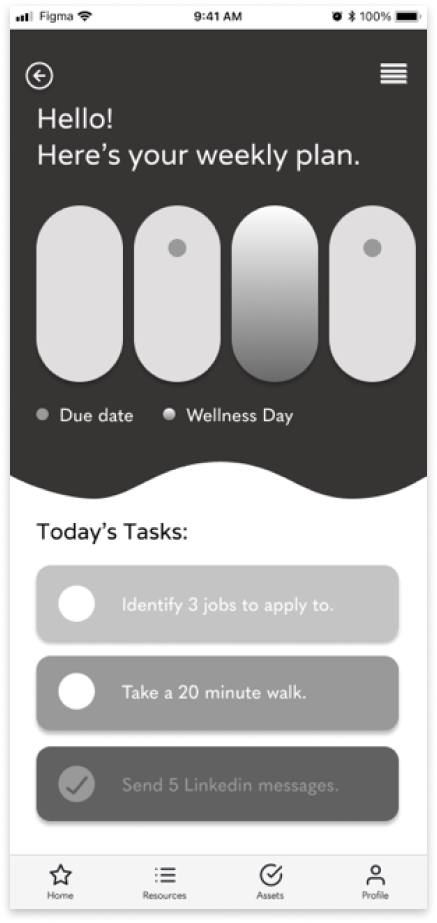 Figma 9:41 AM 100%
Hello!
Here's your weekly plan.
Due date Wellness Day
Today's Tasks:
Identify 3 jobs to apply to.
Take a 20 minute walk.
Send 5 Linkedin messages.
Home Resources Assets Profile